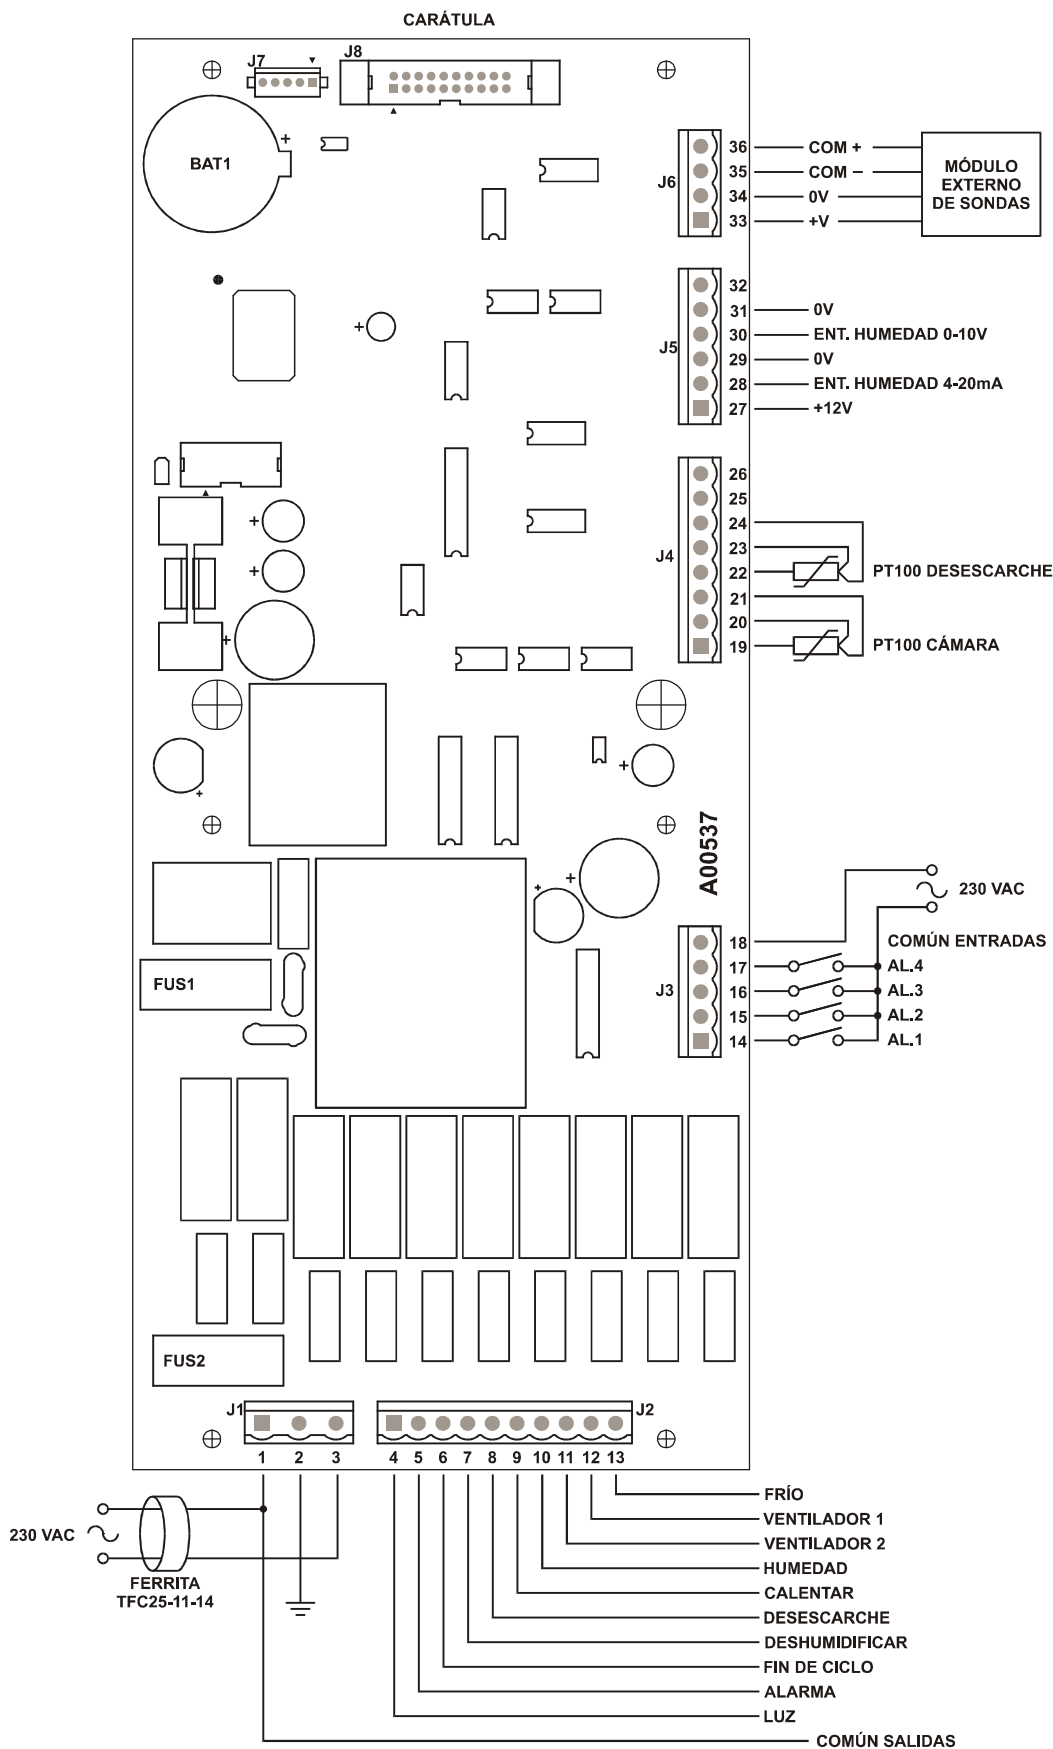 CARÁTULA
J7
J8
BAT1
+
J6
36 COM +
35 COM –
34 0V
33 +V
MÓDULO
EXTERNO
DE SONDAS
J5
32
31 0V
30 ENT. HUMEDAD 0-10V
29 0V
28 ENT. HUMEDAD 4-20mA
27 +12V
+
J4
26
25
24
23
22
21
20
19
PT100 DESESCARCHE
PT100 CÁMARA
+
+
+
+
+
A00537
+
+
230 VAC
J3
18 COMÚN ENTRADAS
17 AL.4
16 AL.3
15 AL.2
14 AL.1
FUS1
FUS2
J1
J2
1 2 3 4 5 6 7 8 9 10 11 12 13
230 VAC
FERRITA
TFC25-11-14
FRÍO
VENTILADOR 1
VENTILADOR 2
HUMEDAD
CALENTAR
DESESCARCHE
DESHUMIDIFICAR
FIN DE CICLO
ALARMA
LUZ
COMÚN SALIDAS